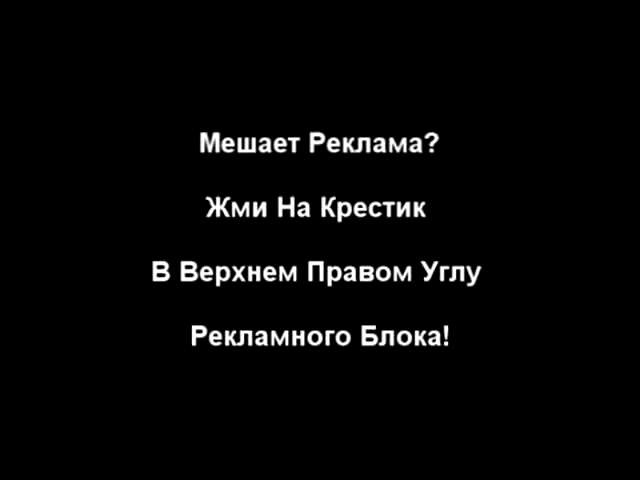 Мешает Реклама?
Жми На Крестик
В Верхнем Правом Углу
Рекламного Блока!